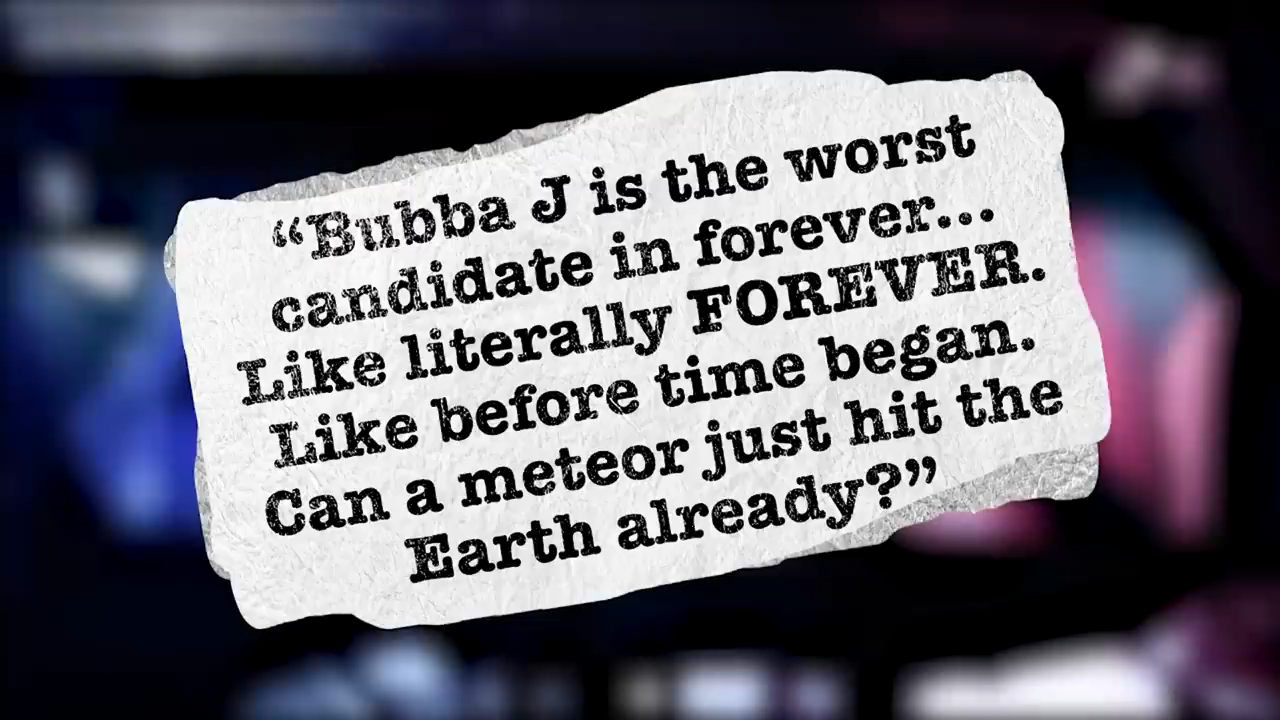 “Bubba J is the worst
candidate in forever...
Like literally FOREVER.
Like before time began.
Can a meteor just hit the
Earth already?”